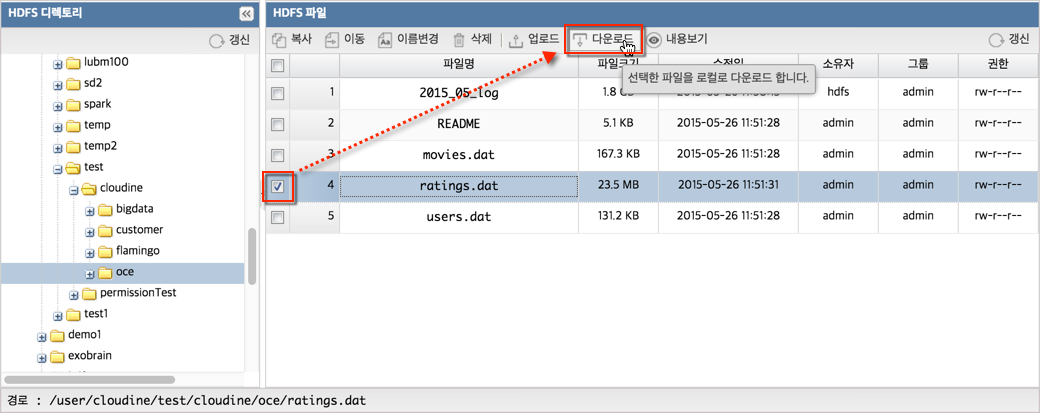 HDFS 디렉토리
갱신
lubm100
sd2
spark
temp
temp2
test
cloudine
bigdata
customer
flamingo
oce
permissionTest
test1
demo1
exobrain
HDFS 파일
복사 이동 이름변경 삭제 업로드 다운로드 내용보기 갱신
파일명 파일크기 수정일 소유자 그룹 권한
선택한 파일을 로컬로 다운로드 합니다.
1 2015_05_log 1.8 GB hdfs admin rw-r--r--
2 README 5.1 KB 2015-05-26 11:51:28 admin admin rw-r--r--
3 movies.dat 167.3 KB 2015-05-26 11:51:28 admin admin rw-r--r--
4 ratings.dat 23.5 MB 2015-05-26 11:51:31 admin admin rw-r--r--
5 users.dat 131.2 KB 2015-05-26 11:51:28 admin admin rw-r--r--
경로 : /user/cloudine/test/cloudine/oce/ratings.dat